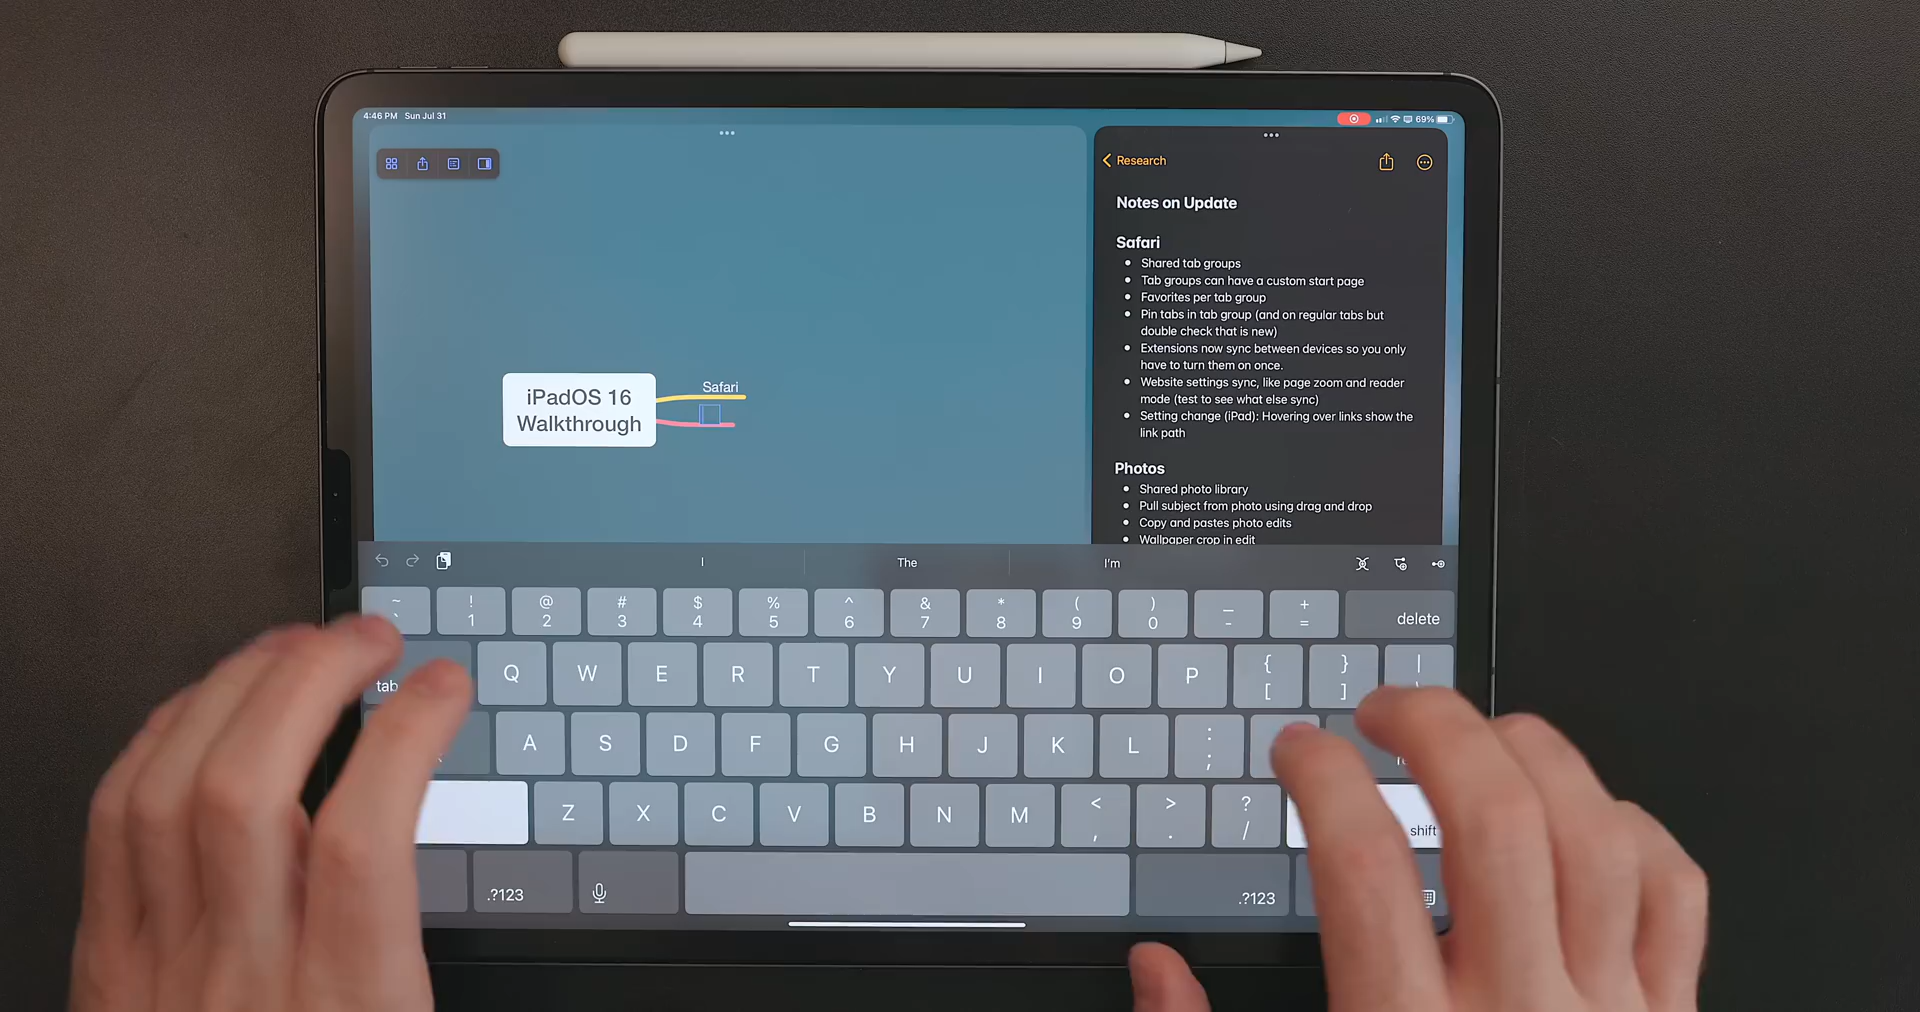 4:46 PM Sun Jul 31
69%
Research
Notes on Update
Safari
Shared tab groups
Tab groups can have a custom start page
Favorites per tab group
Pin tabs in tab group (and on regular tabs but
double check that is new)
Extensions now sync between devices so you only
have to turn them on once.
Website settings sync, like page zoom and reader
mode (test to see what else sync)
Setting change (iPad): Hovering over links show the
link path
Photos
Shared photo library
Pull subject from photo using drag and drop
Copy and pastes photo edits
Wallpaper crop in edit
iPadOS 16
Walkthrough
Safari
I The I'm
~ ! @ # $ % ^ & * ( ) _ +
1 2 3 4 5 6 7 8 9 0 - = delete
tab Q W E R T Y U I O P { [ } ] |
A S D F G H J K L : ;
Z X C V B N M < , > . ? / shift
.?123 .?123